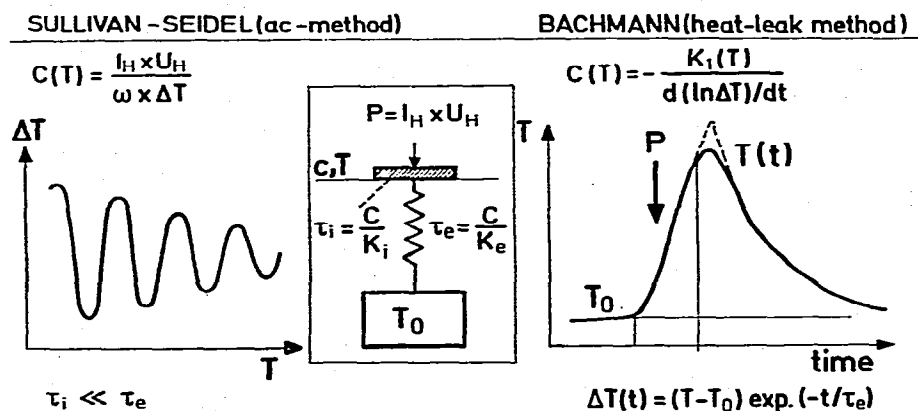 SULLIVAN-SEIDEL (ac-method)
C(T) = I_H × U_H / ω × ΔT
ΔT
T
τ_i ≪ τ_e
P = I_H × U_H
c,T
τ_i = C/K_i τ_e = C/K_e
T_0
BACHMANN (heat-leak method)
C(T) = - K_1(T) / d(lnΔT)/dt
T
P
T(t)
T_0
time
ΔT(t) = (T-T_0) exp. (-t/τ_e)